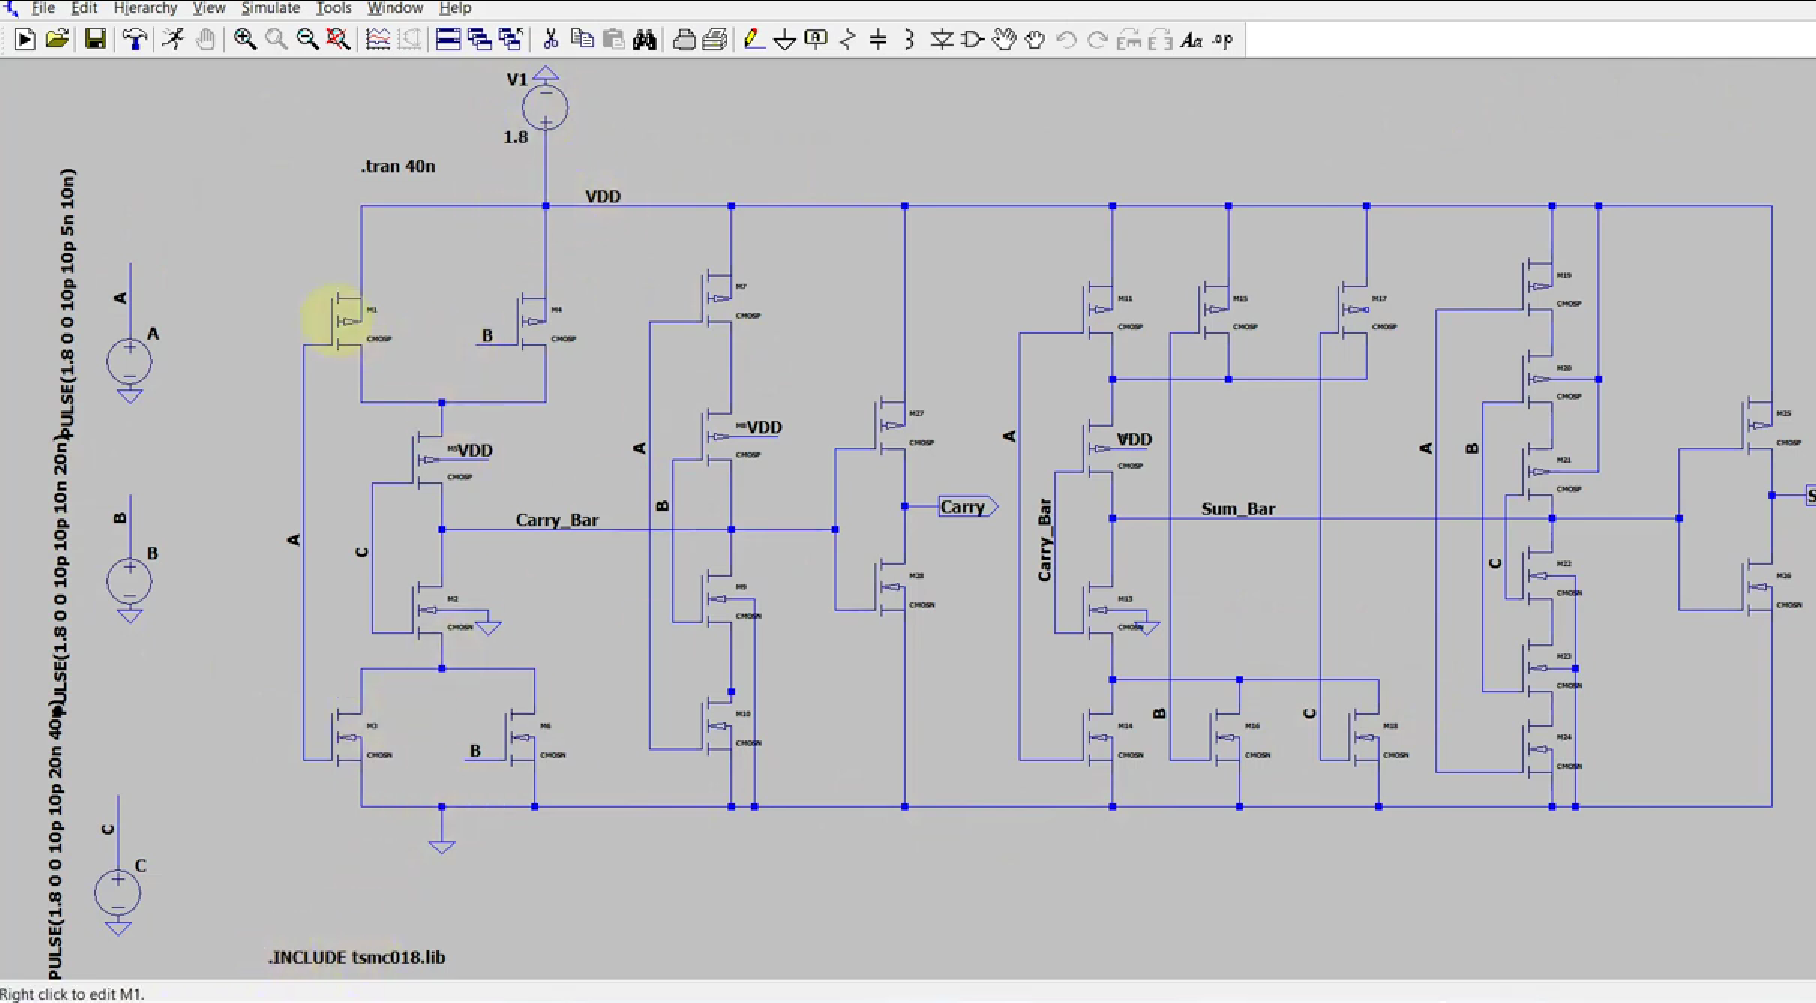 File Edit Hierarchy View Simulate Tools Window Help
Aa .op
V1
1.8
.tran 40n
VDD
PULSE(1.8 0 0 10p 10p 5n 10n)
A
A
PULSE(1.8 0 0 10p 10p 10n 20n)
B
B
PULSE(1.8 0 0 10p 10p 20n 40n)
C
C
M1
CMOSP
M4
CMOSP
B
VDD
CMOSP
A
C
Carry_Bar
M2
CMOSN
M3
CMOSN
B
M6
CMOSN
M7
CMOSP
VDD
CMOSP
A
B
M9
CMOSN
M10
CMOSN
M27
CMOSP
Carry
M28
CMOSN
M11
CMOSP
M15
CMOSP
M17
CMOSP
A
VDD
CMOSP
Carry_Bar
Sum_Bar
M13
CMOSN
M14
CMOSN
B
M16
CMOSN
C
M18
CMOSN
M19
CMOSP
M20
CMOSP
M21
CMOSP
A
B
C
M22
CMOSN
M23
CMOSN
M24
CMOSN
M25
CMOSP
S
M26
CMOSN
.INCLUDE tsmc018.lib
Right click to edit M1.